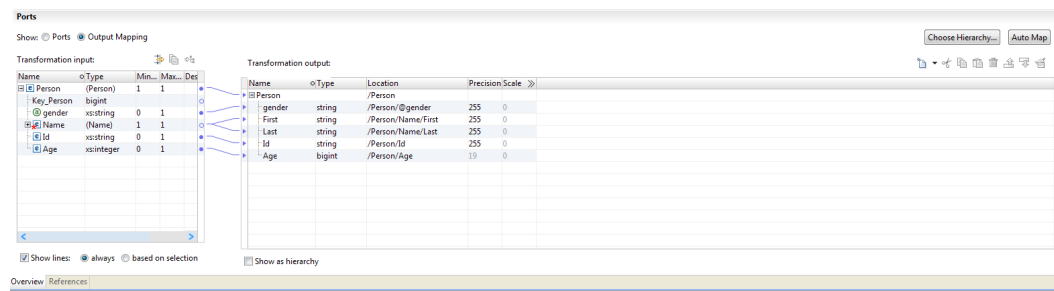 Ports
Show: Ports Output Mapping
Choose Hierarchy... Auto Map
Transformation input:
Name Type Min... Max... Des
Person (Person) 1 1
Key_Person bigint
gender xs:string 0 1
Name (Name) 1 1
Id xs:string 0 1
Age xs:integer 0 1
Show lines: always based on selection
Transformation output:
Name Type Location Precision Scale
Person /Person
gender string /Person/@gender 255 0
First string /Person/Name/First 255 0
Last string /Person/Name/Last 255 0
Id string /Person/Id 255 0
Age bigint /Person/Age 19 0
Show as hierarchy
Overview References